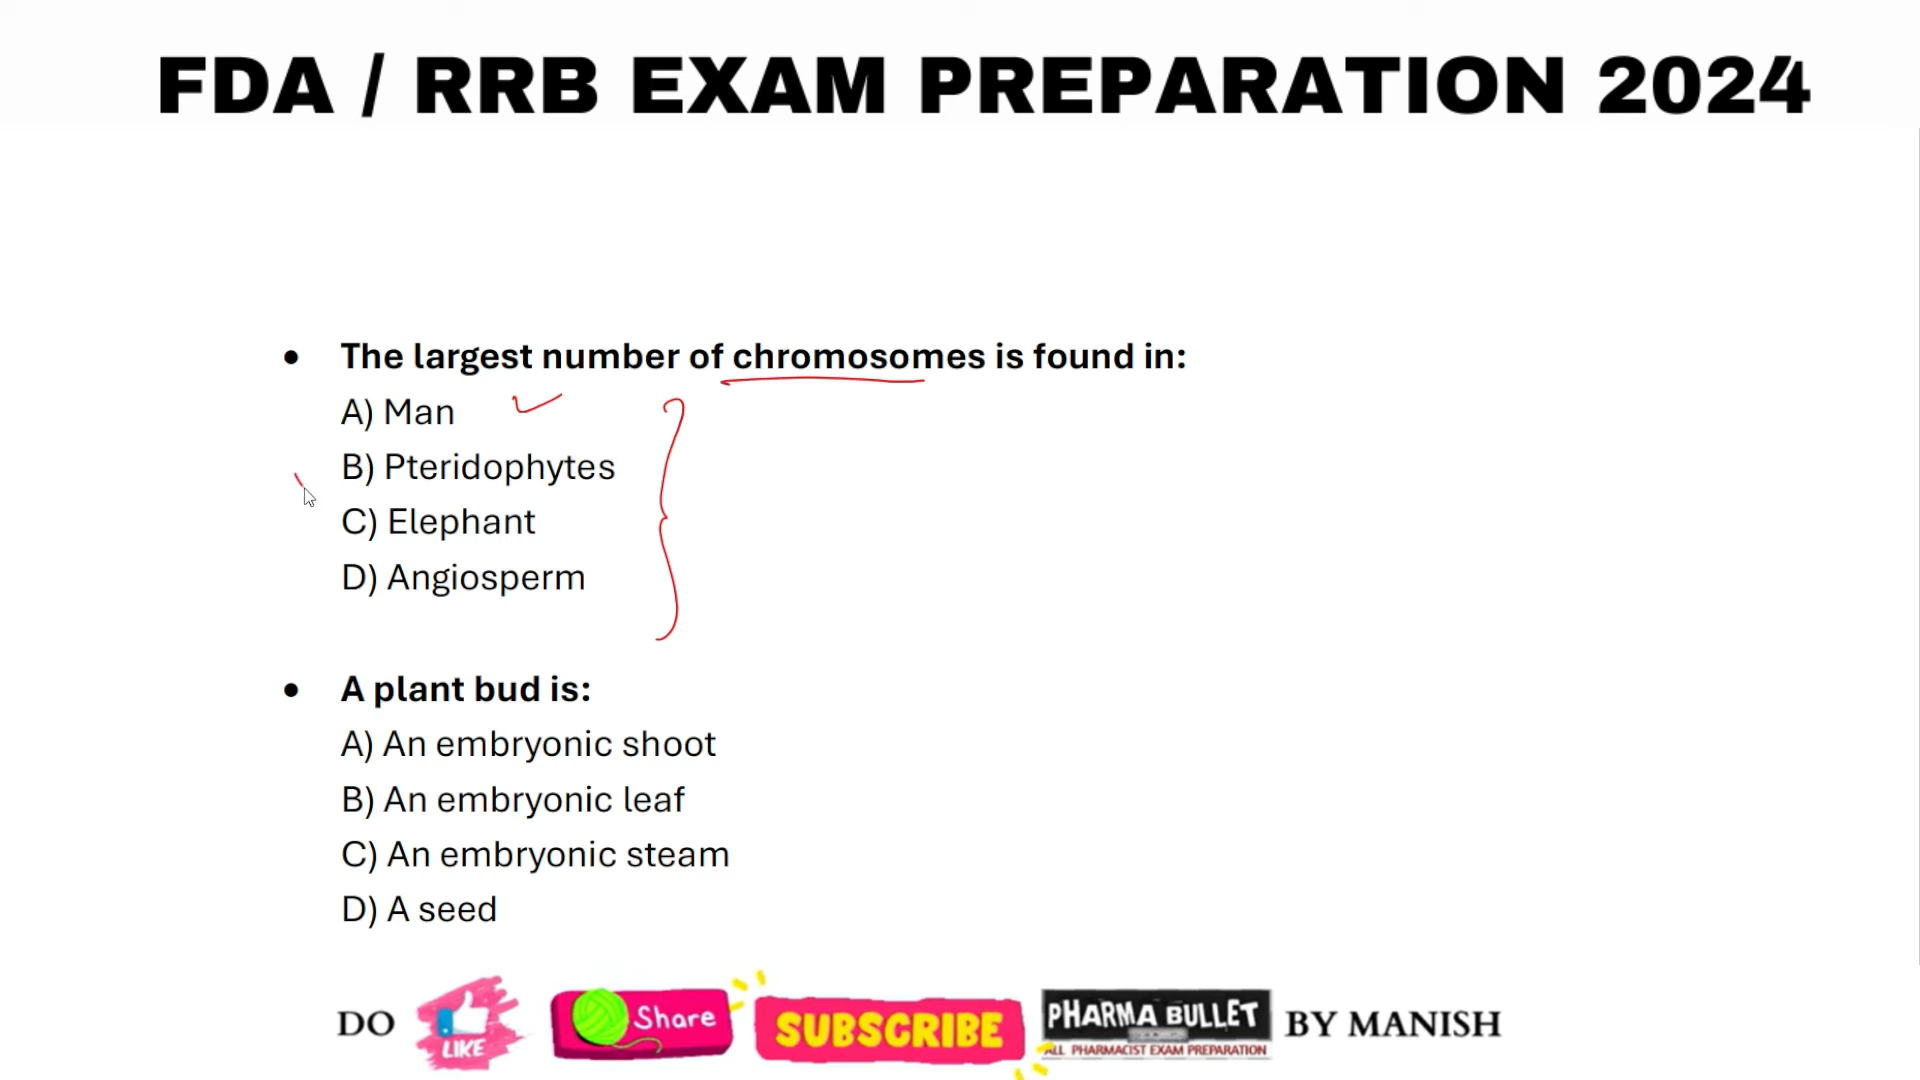 FDA / RRB EXAM PREPARATION 2024
• The largest number of chromosomes is found in:
A) Man
B) Pteridophytes
C) Elephant
D) Angiosperm
• A plant bud is:
A) An embryonic shoot
B) An embryonic leaf
C) An embryonic steam
D) A seed
DO LIKE Share SUBSCRIBE PHARMA BULLET BY MANISH
ALL PHARMACIST EXAM PREPARATION